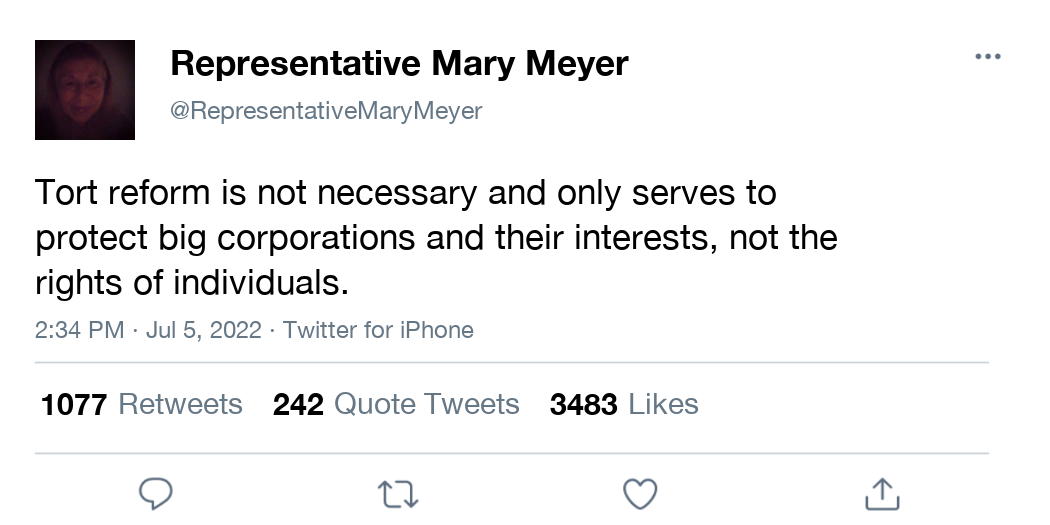 Representative Mary Meyer
@RepresentativeMaryMeyer
Tort reform is not necessary and only serves to
protect big corporations and their interests, not the
rights of individuals.
2:34 PM · Jul 5, 2022 · Twitter for iPhone
1077 Retweets 242 Quote Tweets 3483 Likes